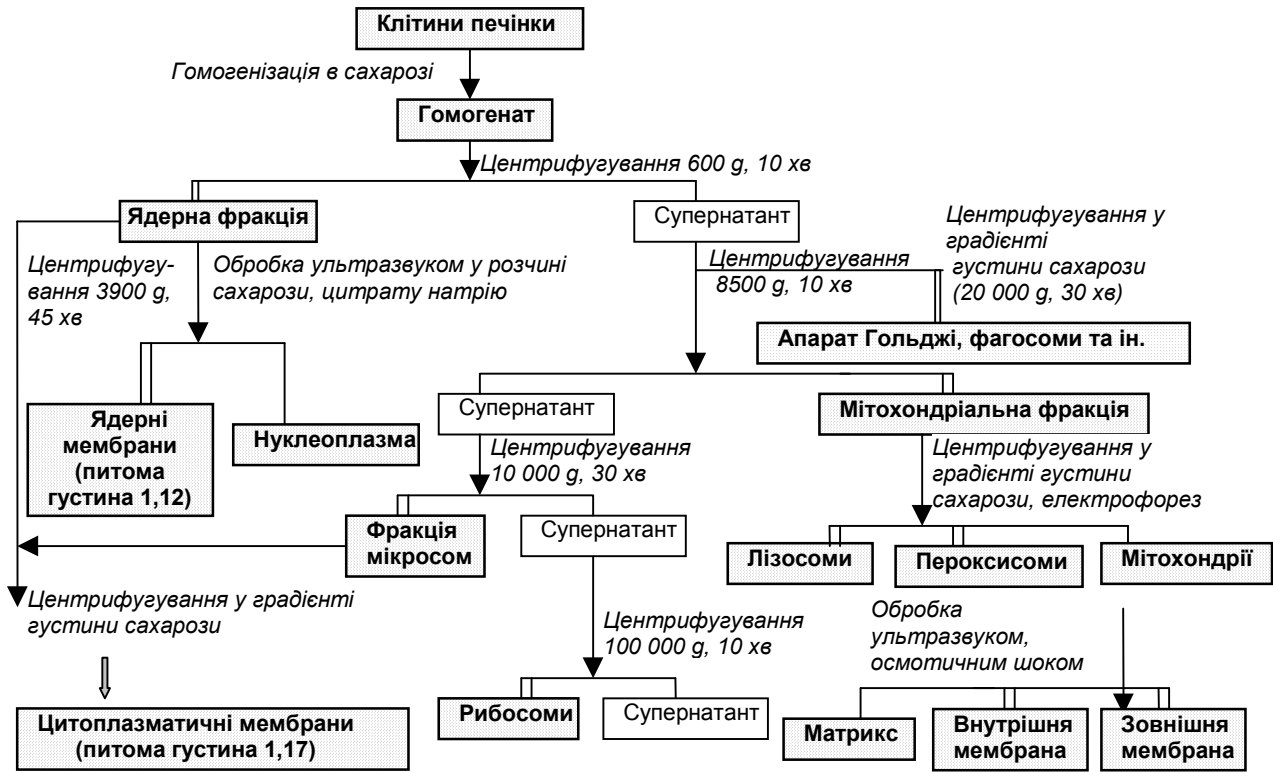 Клітини печінки
Гомогенізація в сахарозі
Гомогенат
Центрифугування 600 g, 10 хв
Ядерна фракція
Супернатант
Центрифугування у
градієнті
густини сахарози
(20 000 g, 30 хв)
Центрифугу-
вання 3900 g,
45 хв
Обробка ультразвуком у розчині
сахарози, цитрату натрію
Центрифугування
8500 g, 10 хв
Апарат Гольджі, фагосоми та ін.
Ядерні
мембрани
(питома
густина 1,12)
Нуклеоплазма
Супернатант
Мітохондріальна фракція
Центрифугування
10 000 g, 30 хв
Центрифугування у
градієнті густини
сахарози, електрофорез
Фракція
мікросом
Супернатант
Лізосоми
Пероксисоми
Мітохондрії
Центрифугування у градієнті
густини сахарози
Центрифугування
100 000 g, 10 хв
Обробка
ультразвуком,
осмотичним шоком
Цитоплазматичні мембрани
(питома густина 1,17)
Рибосоми
Супернатант
Матрикс
Внутрішня
мембрана
Зовнішня
мембрана